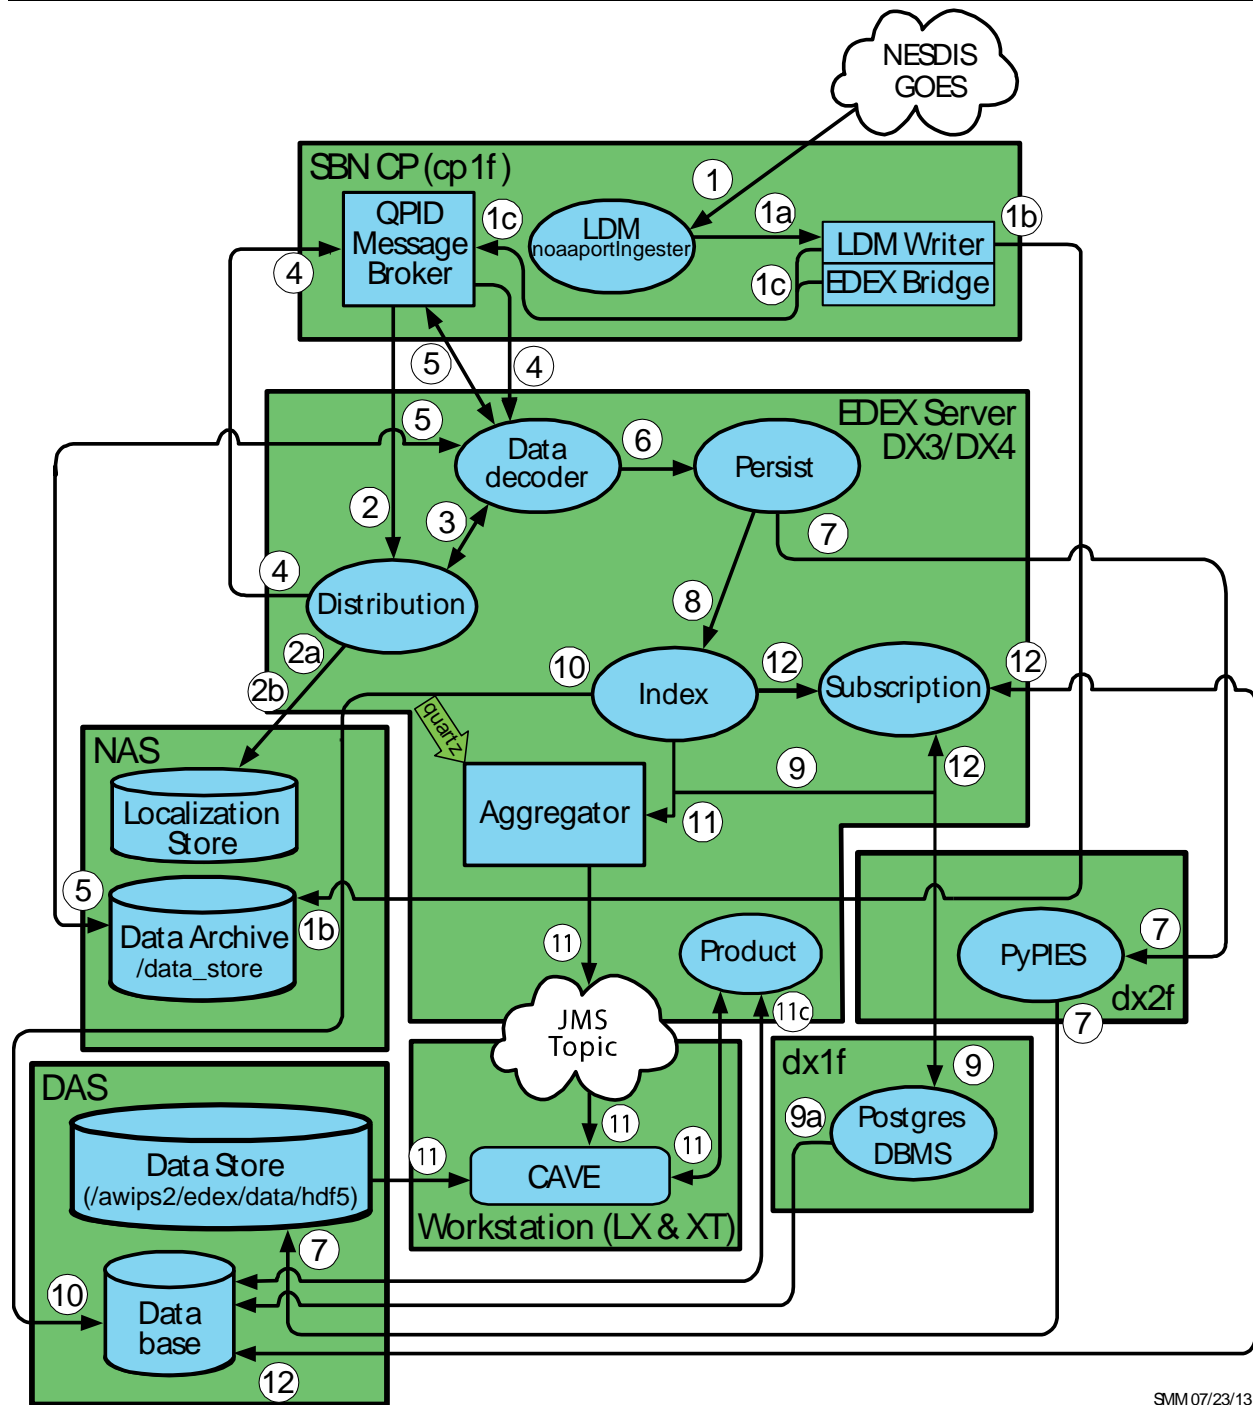 NESDIS
GOES
SBN CP (cp1f)
1
QPID
Message
Broker
1c
LDM
noaaportIngester
1a
1b
LDM Writer
EDEX Bridge
1c
4
5
4
EDEX Server
DX3/DX4
5
Data
decoder
6
Persist
2
3
7
4
Distribution
8
2a
2b
10
Index
12
Subscription
12
quartz
NAS
9
12
Localization
Store
Aggregator
11
5
Data Archive
/data_store
1b
11
Product
PyPIES
7
dx2f
11c
7
JMS
Topic
dx1f
9
DAS
9a
Postgres
DBMS
Data Store
(/awips2/edex/data/hdf5)
11
11
11
CAVE
Workstation (LX & XT)
7
10
Data
base
12
SMM 07/23/13